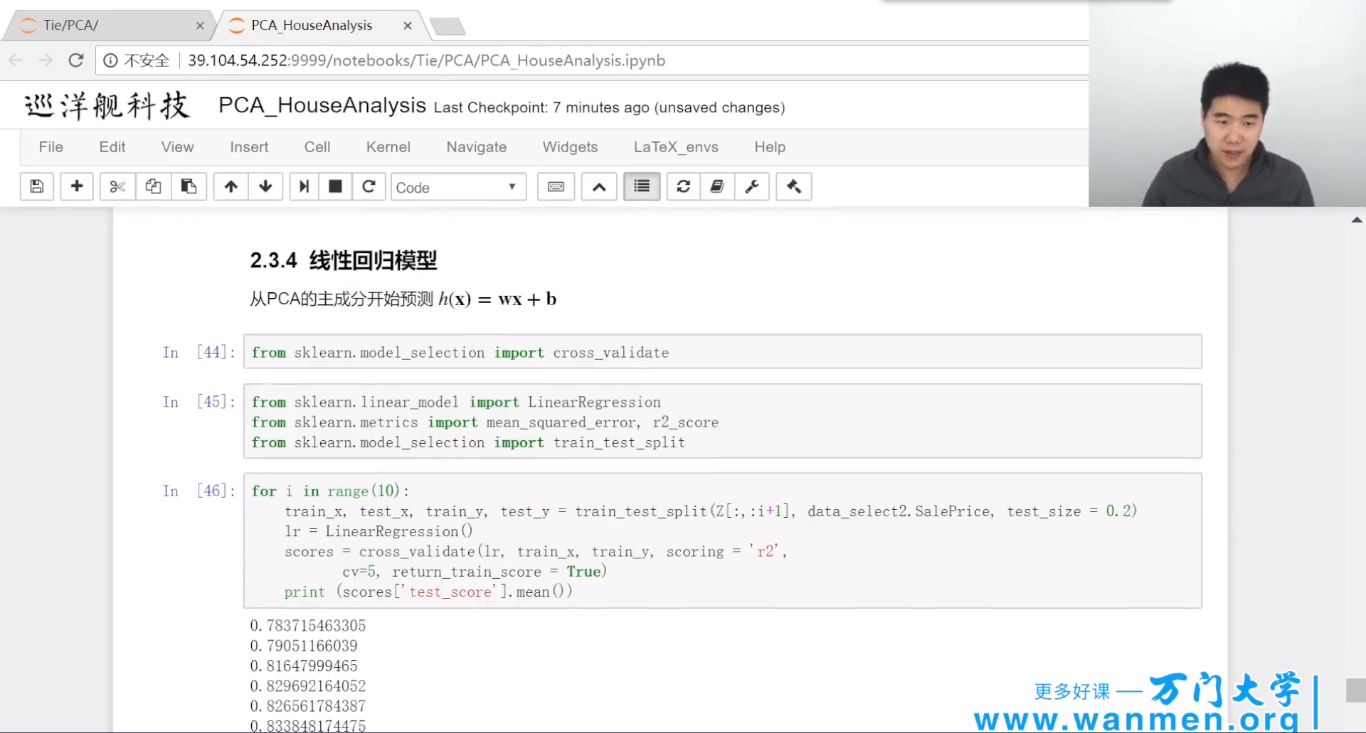 Tie/PCA/
PCA_HouseAnalysis
不安全 39.104.54.252:9999/notebooks/Tie/PCA/PCA_HouseAnalysis.ipynb
巡洋舰科技 PCA_HouseAnalysis Last Checkpoint: 7 minutes ago (unsaved changes)
File Edit View Insert Cell Kernel Navigate Widgets LaTeX_envs Help
Code
2.3.4 线性回归模型
从PCA的主成分开始预测 h(x) = wx + b
In [44]: from sklearn.model_selection import cross_validate
In [45]: from sklearn.linear_model import LinearRegression
from sklearn.metrics import mean_squared_error, r2_score
from sklearn.model_selection import train_test_split
In [46]: for i in range(10):
train_x, test_x, train_y, test_y = train_test_split(Z[:,:i+1], data_select2.SalePrice, test_size = 0.2)
lr = LinearRegression()
scores = cross_validate(lr, train_x, train_y, scoring = 'r2',
cv=5, return_train_score = True)
print (scores['test_score'].mean())
0.783715463305
0.79051166039
0.81647999465
0.829692164052
0.826561784387
0.833848174475
更多好课 — 万门大学
www.wanmen.org